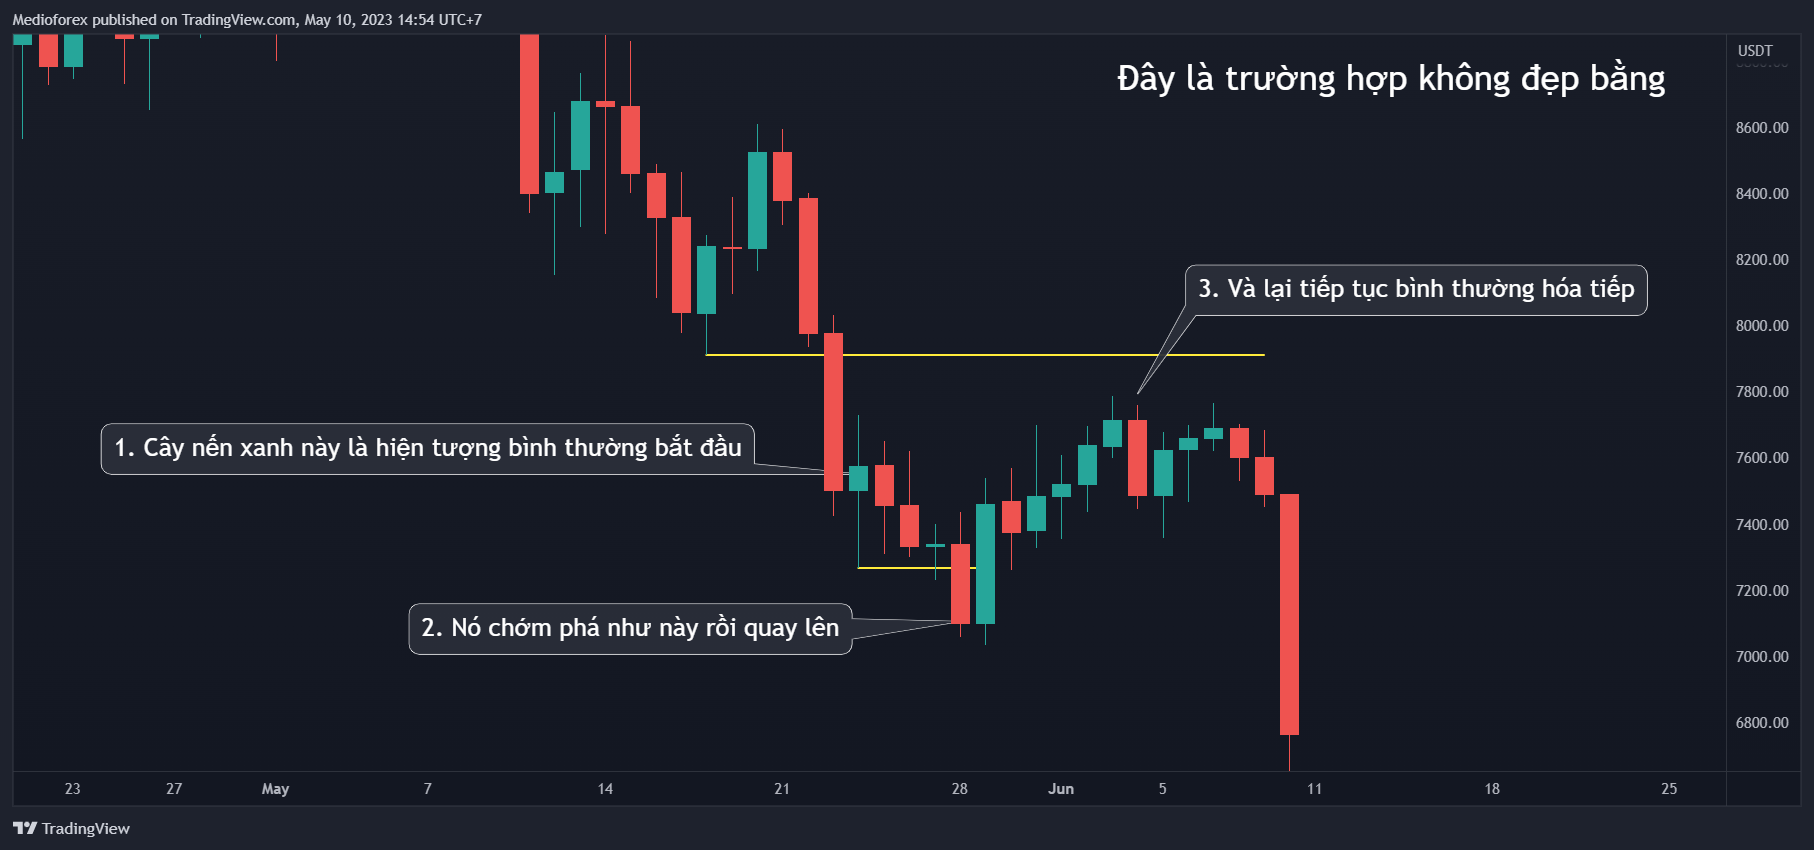 Medioforex published on TradingView.com, May 10, 2023 14:54 UTC+7
USDT
Đây là trường hợp không đẹp bằng
8600.00
8400.00
8200.00
3. Và lại tiếp tục bình thường hóa tiếp
8000.00
7800.00
1. Cây nến xanh này là hiện tượng bình thường bắt đầu
7600.00
7400.00
7200.00
2. Nó chớm phá như này rồi quay lên
7000.00
6800.00
23 27 May 7 14 21 28 Jun 5 11 18 25
TradingView